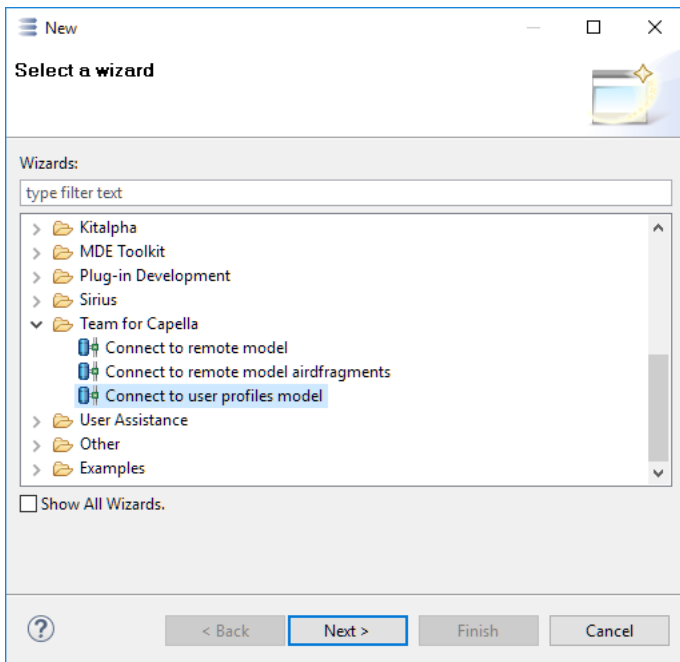 New
Select a wizard
Wizards:
type filter text
Kitalpha
MDE Toolkit
Plug-in Development
Sirius
Team for Capella
Connect to remote model
Connect to remote model airdfragments
Connect to user profiles model
User Assistance
Other
Examples
Show All Wizards.
?
< Back Next > Finish Cancel